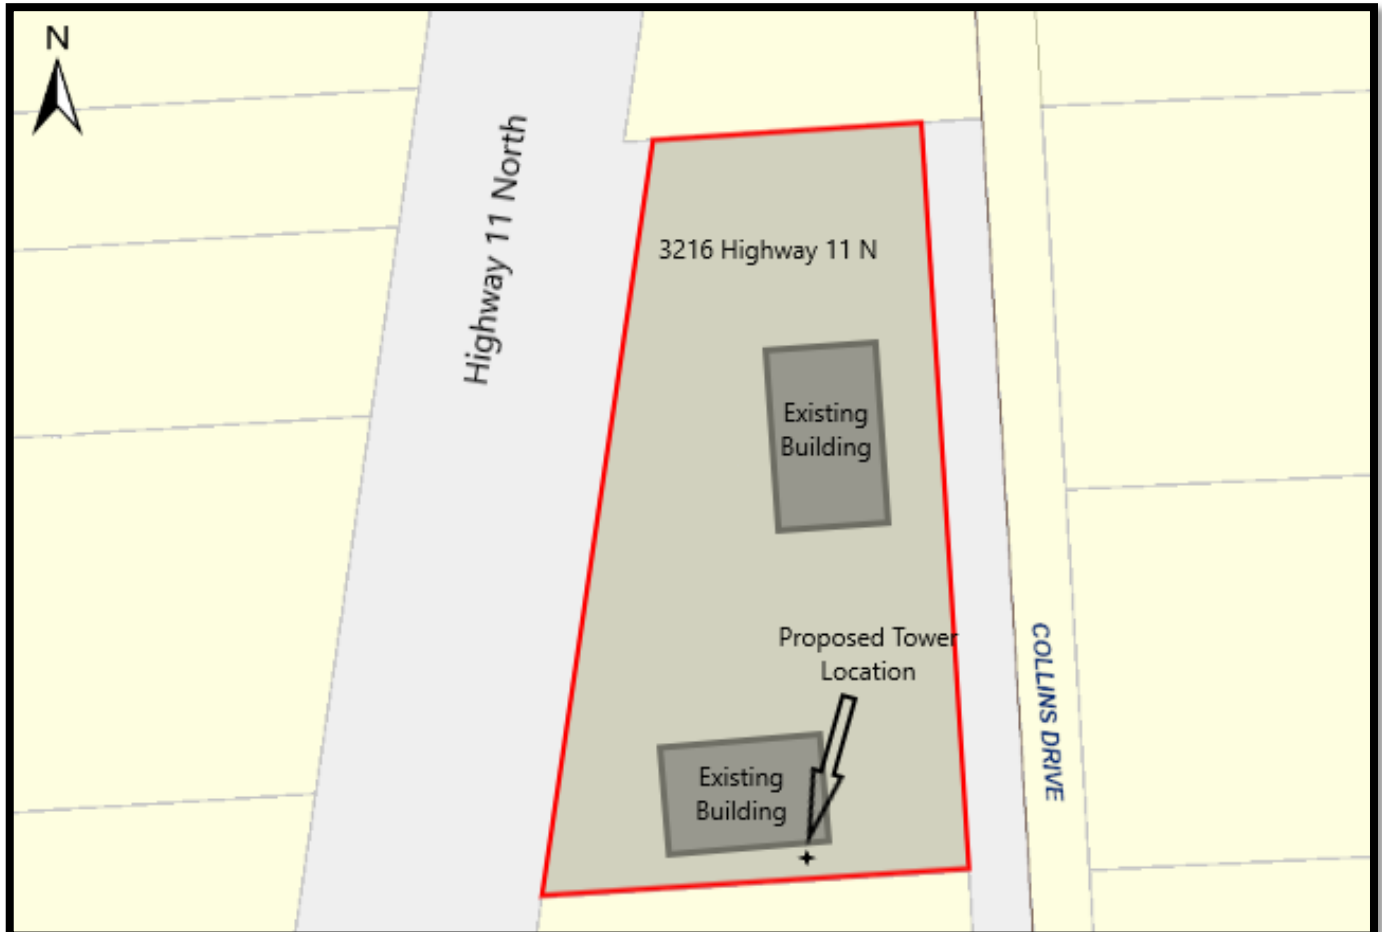 N
Highway 11 North
3216 Highway 11 N
Existing
Building
Proposed Tower
Location
COLLINS DRIVE
Existing
Building